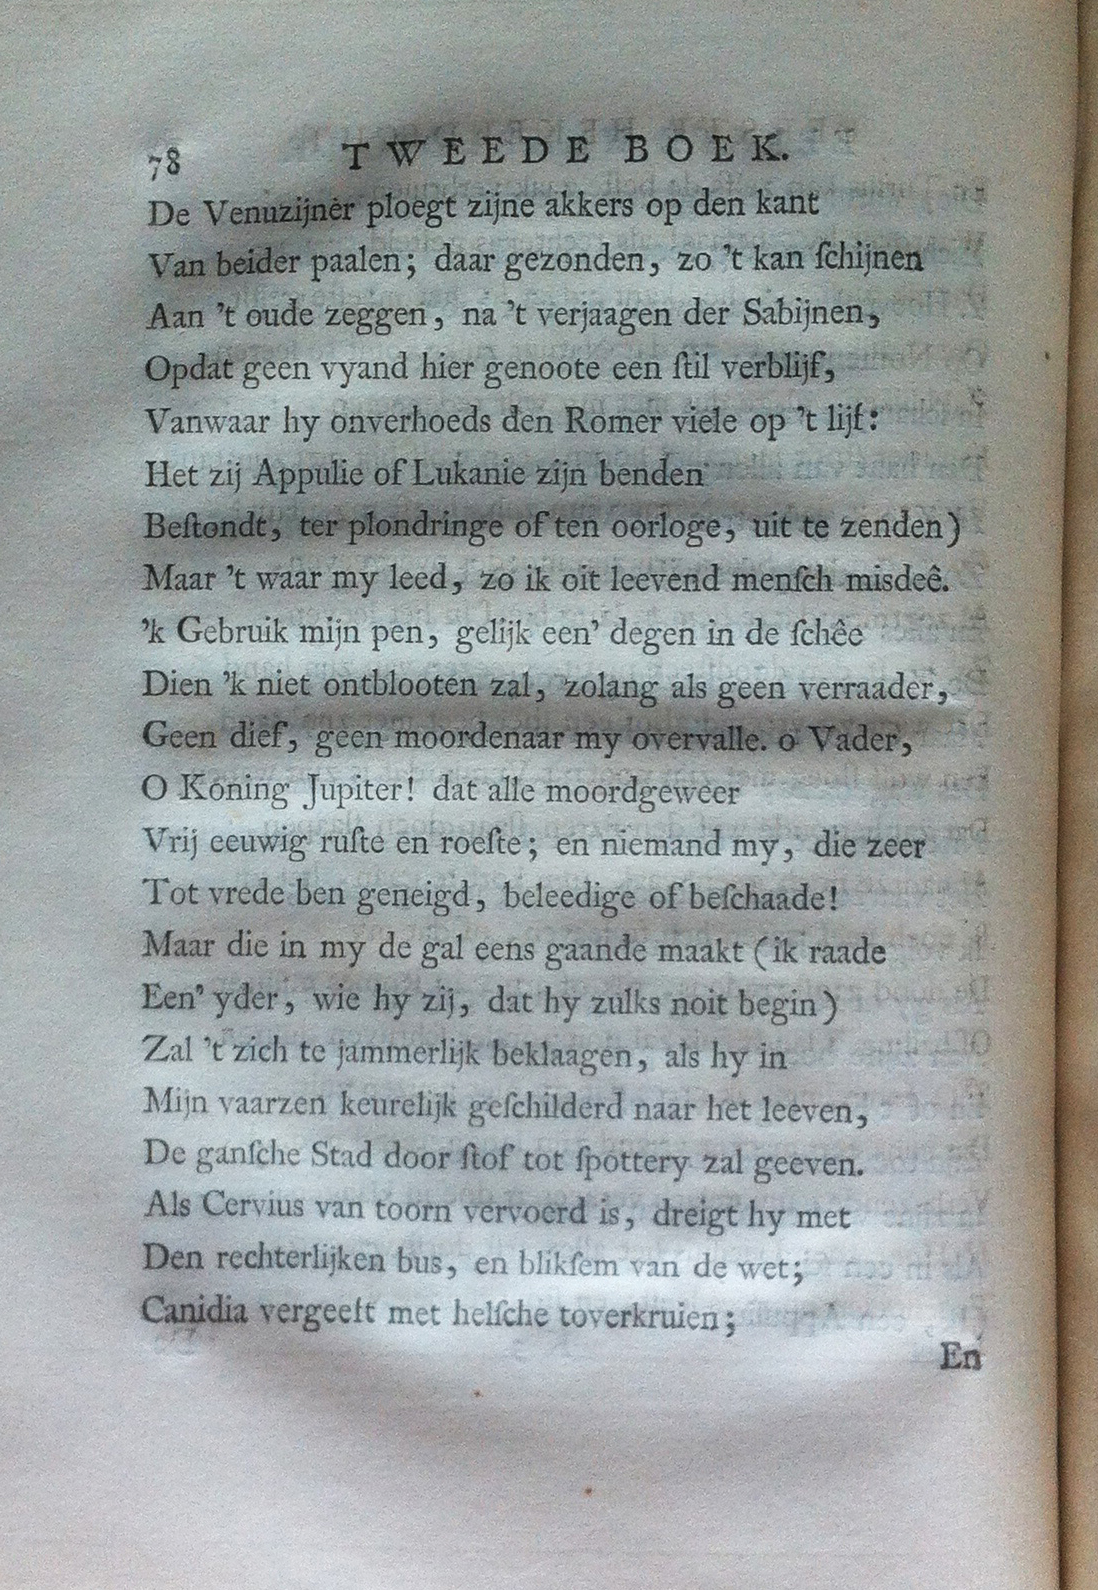 78 TWEEDE BOEK.
De Venuzijner ploegt zijne akkers op den kant
Van beider paalen; daar gezonden, zo 't kan ſchijnen
Aan 't oude zeggen, na 't verjaagen der Sabijnen,
Opdat geen vyand hier genoote een ſtil verblijf,
Vanwaar hy onverhoeds den Romer viele op 't lijf:
Het zij Appulie of Lukanie zijn benden
Beſtondt, ter plondringe of ten oorloge, uit te zenden)
Maar 't waar my leed, zo ik oit leevend menſch misdeê.
'k Gebruik mijn pen, gelijk een' degen in de ſchêe
Dien 'k niet ontblooten zal, zolang als geen verraader,
Geen dief, geen moordenaar my overvalle. o Vader,
O Koning Jupiter! dat alle moordgeweer
Vrij eeuwig ruſte en roeſte; en niemand my, die zeer
Tot vrede ben geneigd, beleedige of beſchaade!
Maar die in my de gal eens gaande maakt (ik raade
Een' yder, wie hy zij, dat hy zulks noit begin)
Zal 't zich te jammerlijk beklaagen, als hy in
Mijn vaarzen keurelijk geſchilderd naar het leeven,
De ganſche Stad door ſtof tot ſpottery zal geeven.
Als Cervius van toorn vervoerd is, dreigt hy met
Den rechterlijken bus, en blikſem van de wet;
Canidia vergeeft met helſche toverkruien;
En